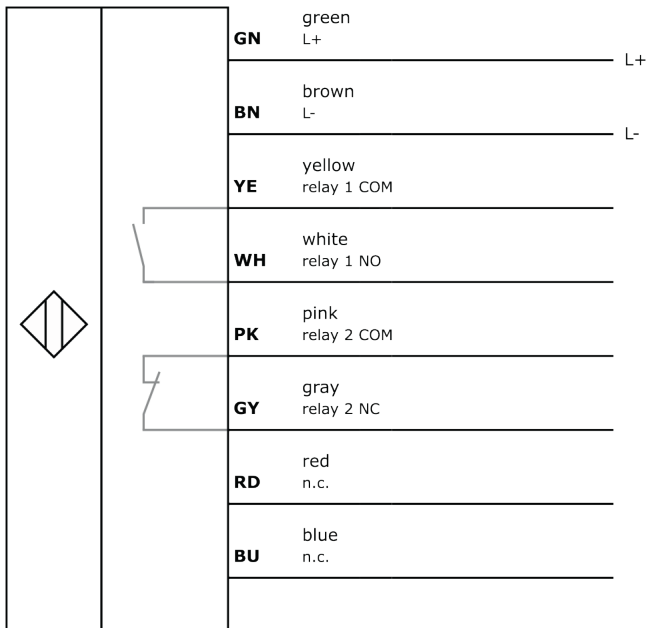 green
GN L+
L+
brown
BN L-
L-
yellow
YE relay 1 COM
white
WH relay 1 NO
pink
PK relay 2 COM
gray
GY relay 2 NC
red
RD n.c.
blue
BU n.c.